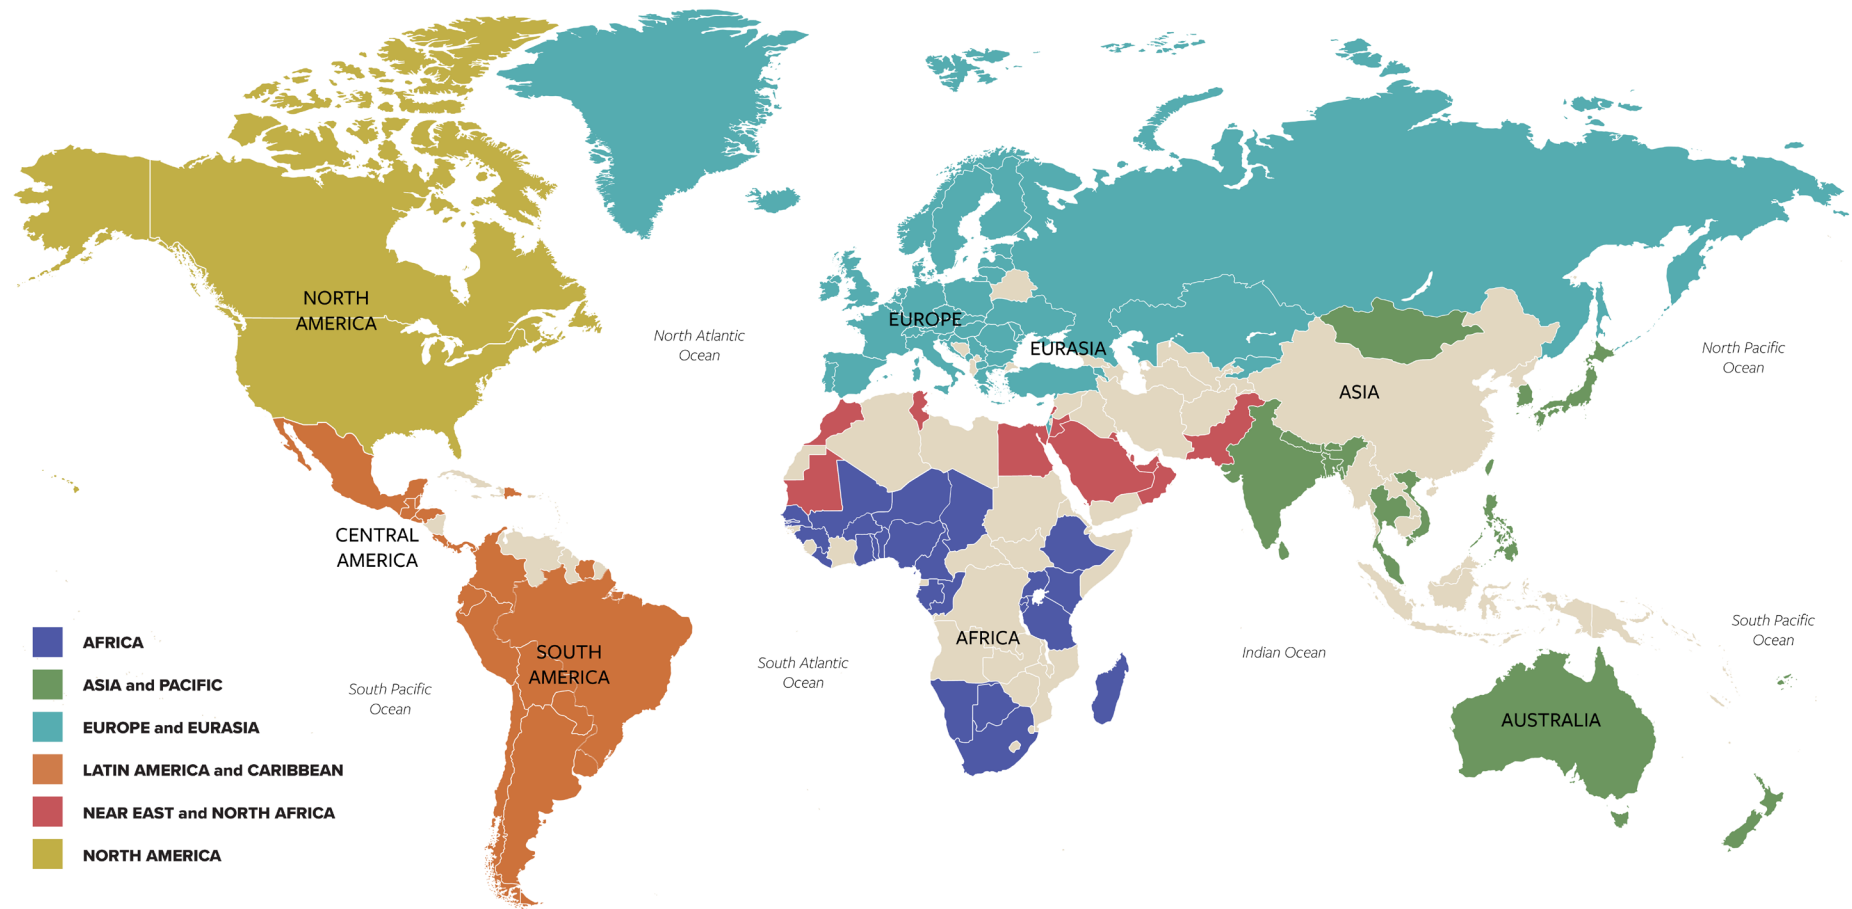 North Atlantic
Ocean
NORTH
AMERICA
EUROPE
EURASIA
North Pacific
Ocean
ASIA
CENTRAL
AMERICA
AFRICA
SOUTH
AMERICA
South Atlantic
Ocean
Indian Ocean
South Pacific
Ocean
South Pacific
Ocean
AUSTRALIA
AFRICA
ASIA and PACIFIC
EUROPE and EURASIA
LATIN AMERICA and CARIBBEAN
NEAR EAST and NORTH AFRICA
NORTH AMERICA